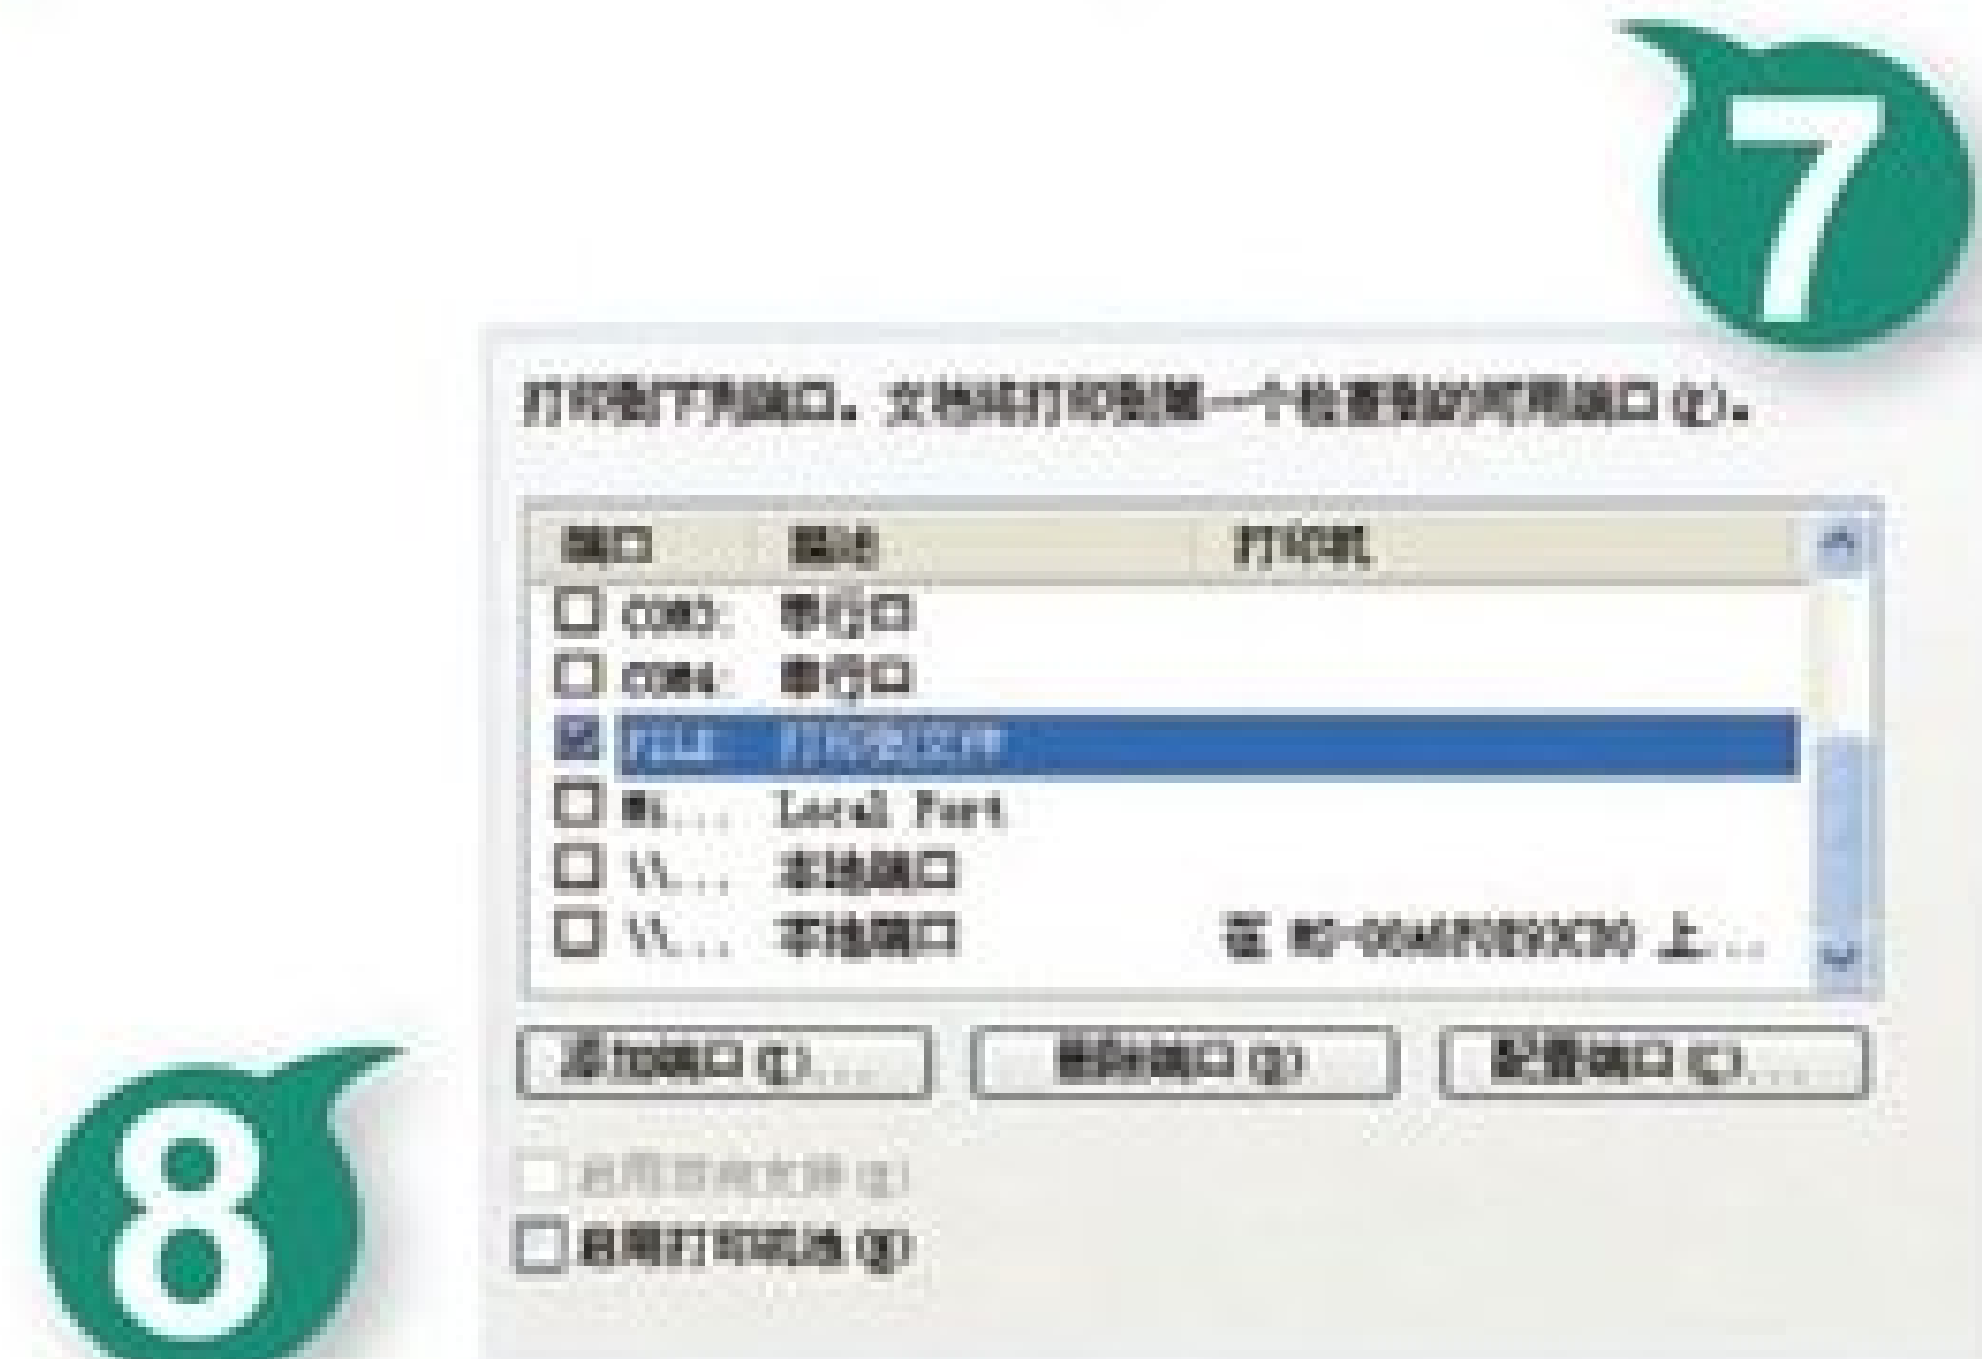 7
打印到下列端口。文档将打印到第一个检查到的可用端口(P)。
端口 描述 打印机
COM3: 串行口
COM4: 串行口
FILE: 打印到文件
Local Port
\\... 本地端口
\\... 本地端口 在 上...
添加端口(T)... 删除端口(D) 配置端口(C)...
8
启用双向支持(E)
启用打印机池(N)